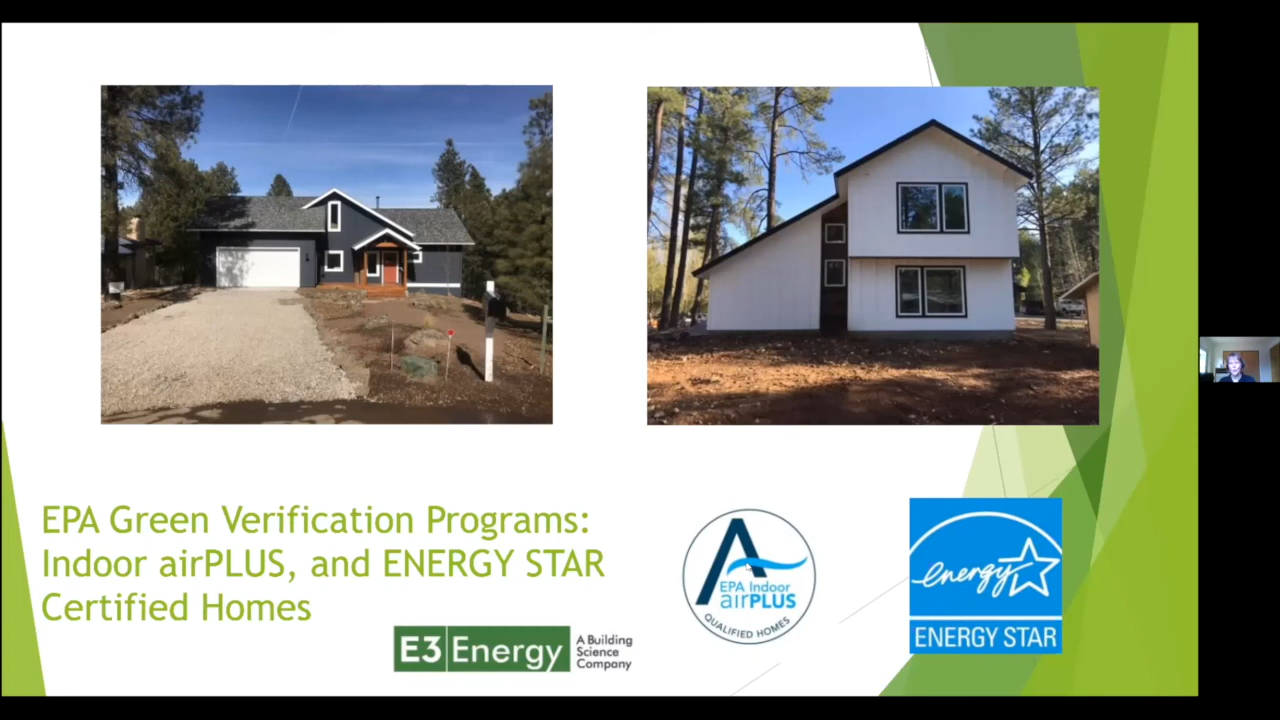 EPA Green Verification Programs:
Indoor airPLUS, and ENERGY STAR
Certified Homes
E3 Energy
A Building
Science
Company
EPA Indoor
airPLUS
QUALIFIED HOMES
energy
ENERGY STAR